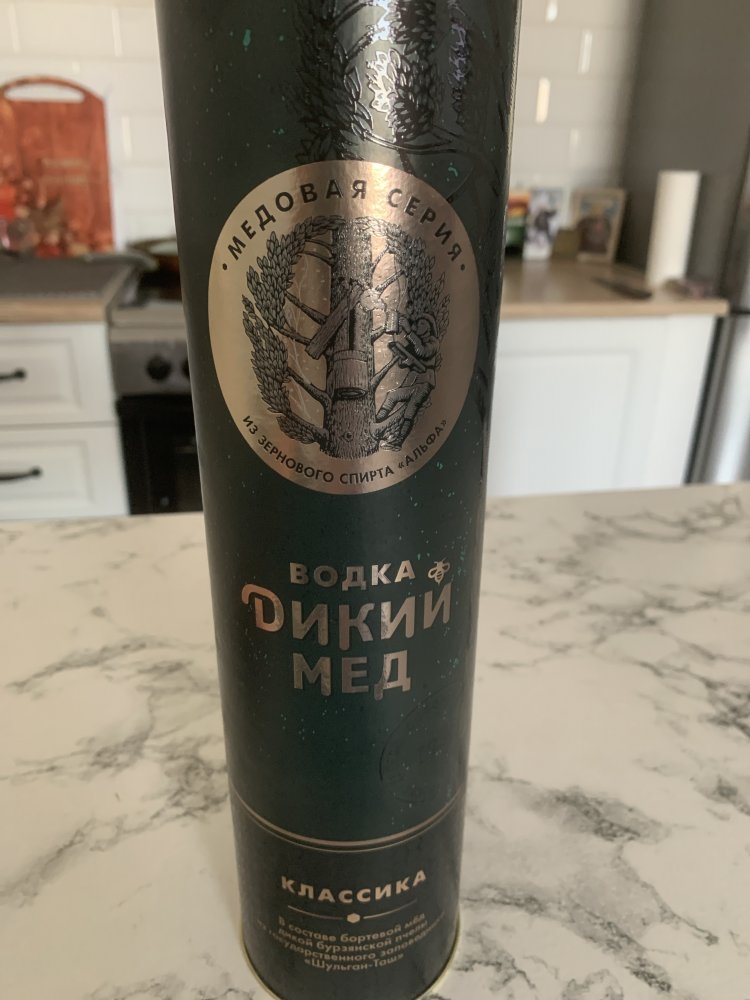 • МЕДОВАЯ СЕРИЯ •
ИЗ ЗЕРНОВОГО СПИРТА «АЛЬФА»
ВОДКА
ДИКИЙ
МЕД
КЛАССИКА
В составе бортевой мёд
дикой бурзянской пчелы
из государственного заповедника
«Шульган-Таш»